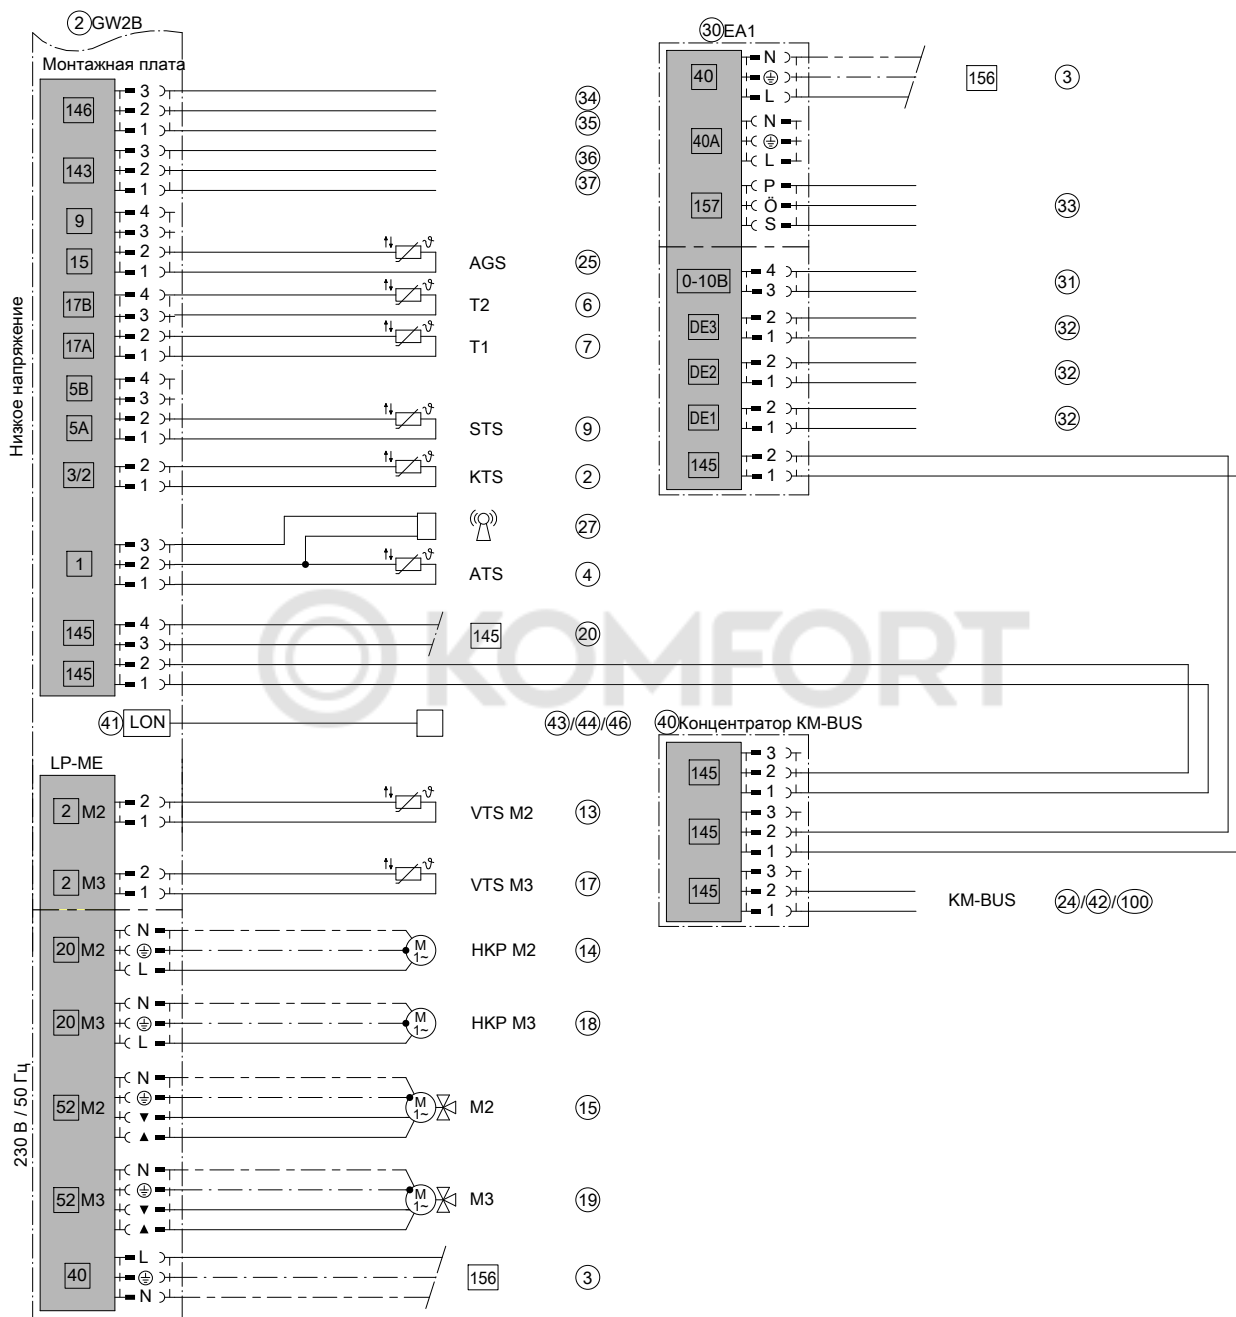 2 GW2B
Монтажная плата
Низкое напряжение
146 3 34
2 35
1
143 3 36
2 37
1
9 4
3
15 2 ϑ AGS 25
1
17B 4 ϑ T2 6
3
17A 2 ϑ T1 7
1
5B 4
3
5A 2 ϑ STS 9
1
3/2 2 ϑ KTS 2
1
27
1 3
2 ϑ ATS 4
1
145 4 145 20
3
145 2
1
41 LON 43/44/46
LP-ME
2 M2 2 ϑ VTS M2 13
1
2 M3 2 ϑ VTS M3 17
1
230 В / 50 Гц
20 M2 N M 1~ HKP M2 14
L
20 M3 N M 1~ HKP M3 18
L
52 M2 N M 1~ M2 15
▼
▲
52 M3 N M 1~ M3 19
▼
▲
40 L 156 3
N
30 EA1
40 N 156 3
L
40A N
L
157 P 33
Ö
S
0-10В 4 31
3
DE3 2 32
1
DE2 2 32
1
DE1 2 32
1
145 2
1
KOMFORT
40 Концентратор КМ-BUS
145 3
2
1
145 3
2
1
145 3
2 KM-BUS 24/42/100
1